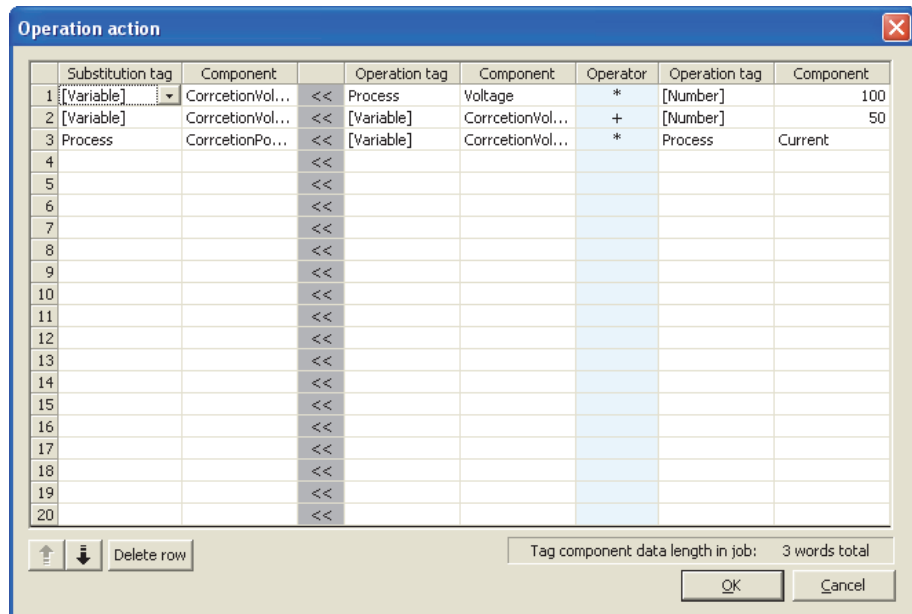 Operation action
Substitution tag Component Operation tag Component Operator Operation tag Component
1 [Variable] CorrcetionVol... << Process Voltage * [Number] 100
2 [Variable] CorrcetionVol... << [Variable] CorrcetionVol... + [Number] 50
3 Process CorrcetionPo... << [Variable] CorrcetionVol... * Process Current
4 <<
5 <<
6 <<
7 <<
8 <<
9 <<
10 <<
11 <<
12 <<
13 <<
14 <<
15 <<
16 <<
17 <<
18 <<
19 <<
20 <<
Delete row Tag component data length in job: 3 words total
OK Cancel